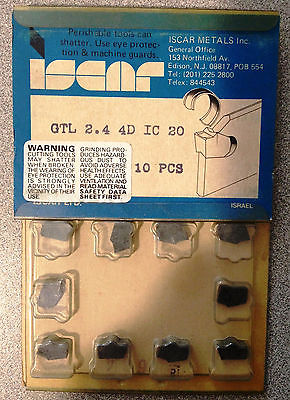 Perishable tools can
shatter. Use eye protec-
tion & machine guards.
ISCAR METALS Inc.
General Office
153 Northfield Av.
Edison, N.J. 08817, POB 554
Tel: (201) 225 2800
Telex: 844543
ISCAR
GTL 2.4 4D IC 20
10 PCS
WARNING
CUTTING TOOLS
MAY SHATTER
WHEN BROKEN.
THE WEARING OF
EYE PROTECTION
IS STRONGLY
ADVISED IN THE
VICINITY OF THEIR
USE
GRINDING PRO-
DUCES HAZARD-
OUS DUST TO
AVOID ADVERSE
HEALTH EFFECTS
USE ADEQUATE
VENTILATION AND
READ MATERIAL
SAFETY DATA
SHEET FIRST.
ISCAR LTD.
ISRAEL